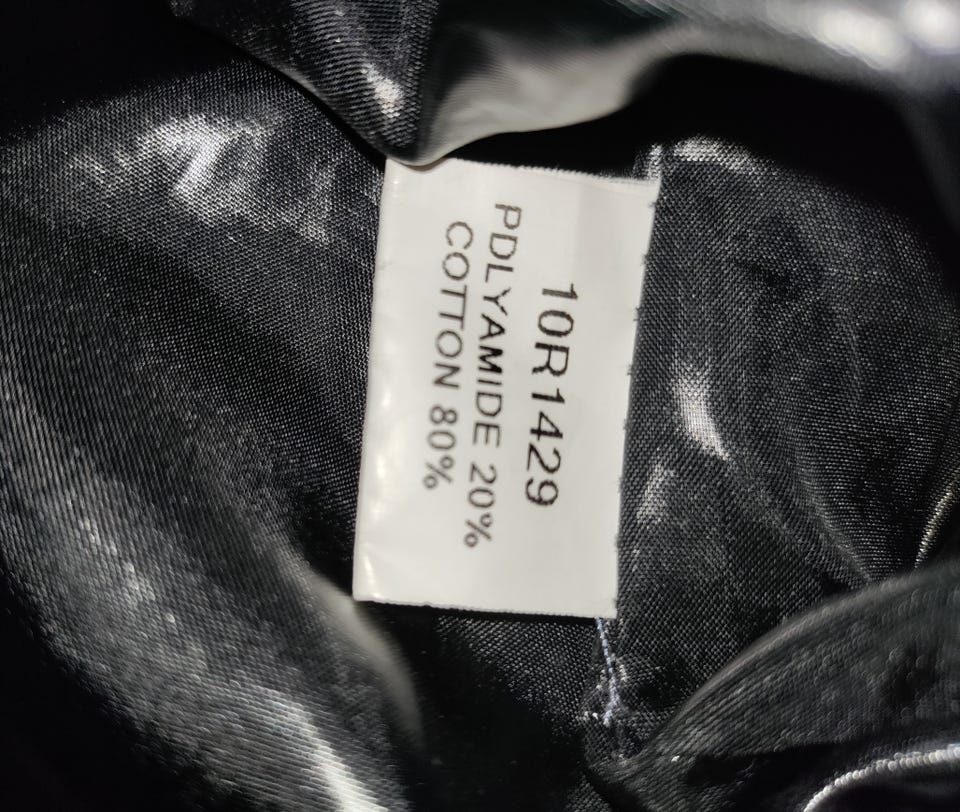 10R1429
PDLYAMIDE 20%
COTTON 80%